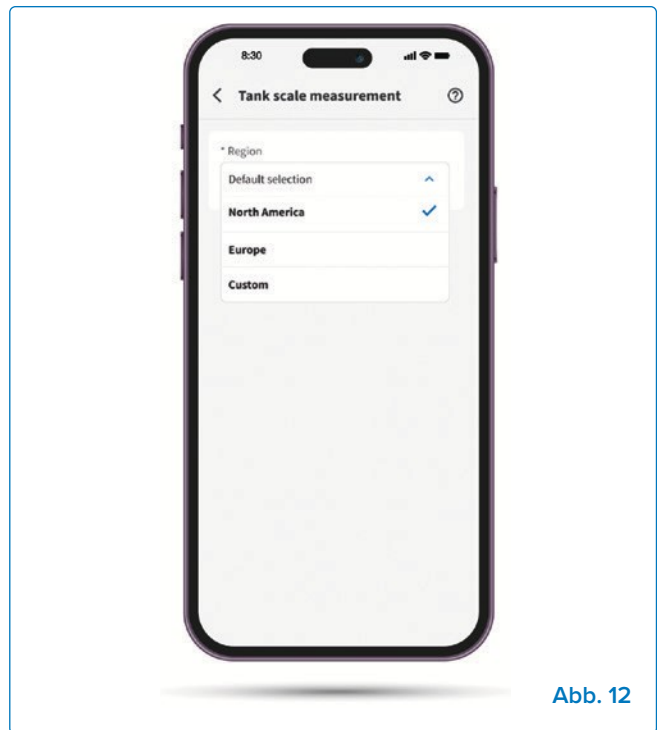 8:30
Tank scale measurement
* Region
Default selection
North America
Europe
Custom
Abb. 12